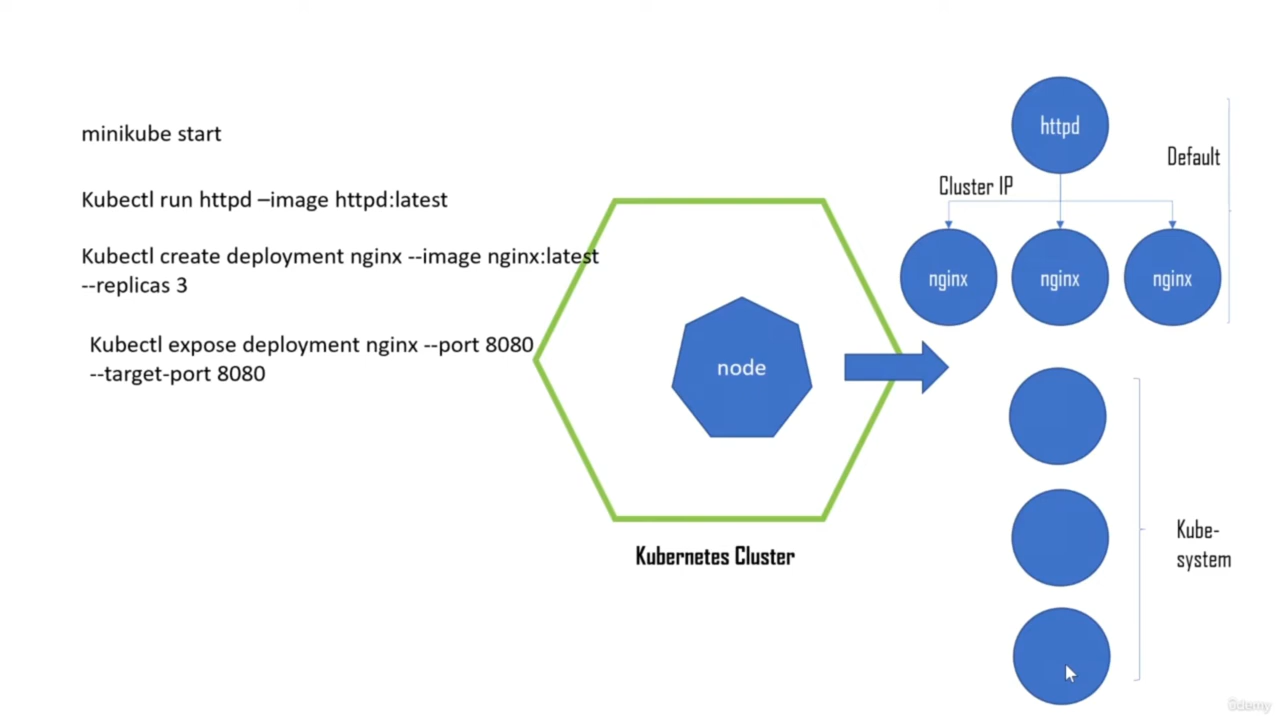 minikube start
Kubectl run httpd –image httpd:latest
Kubectl create deployment nginx --image nginx:latest
--replicas 3
Kubectl expose deployment nginx --port 8080
--target-port 8080
node
Kubernetes Cluster
httpd
Default
Cluster IP
nginx
nginx
nginx
Kube-
system
ûdemy